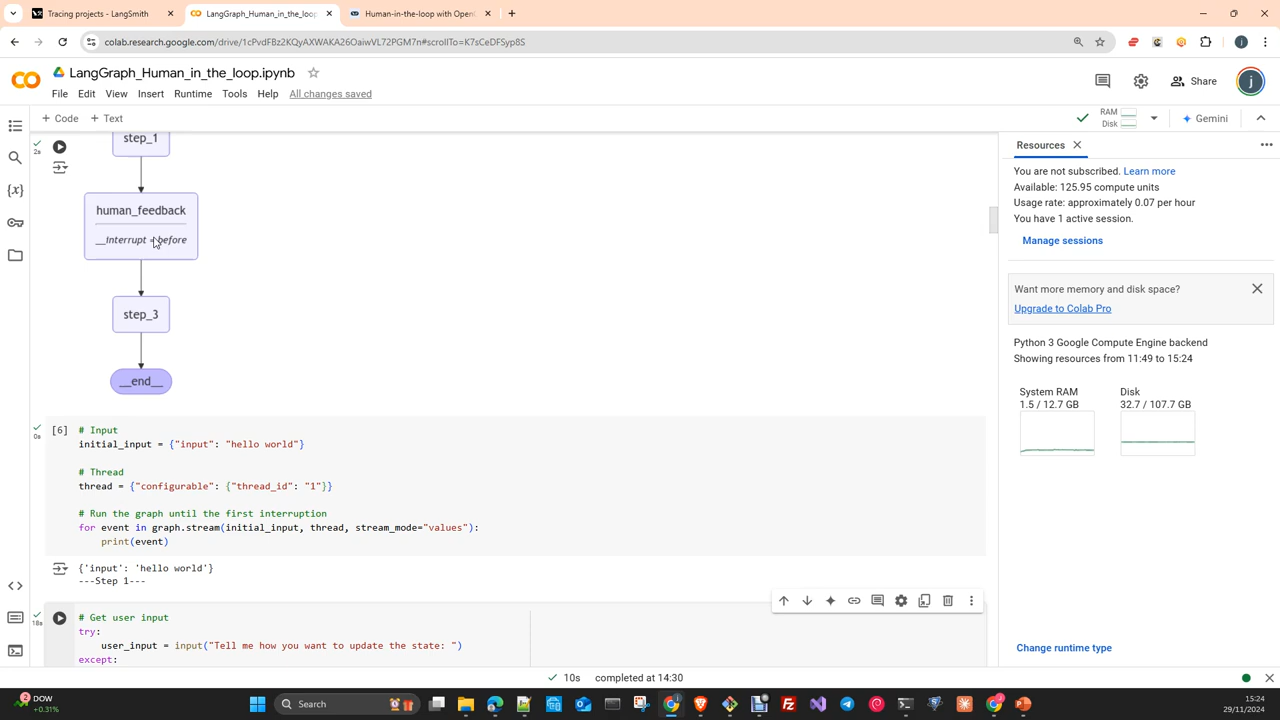 Tracing projects - LangSmith
LangGraph_Human_in_the_loop
Human-in-the-loop with Open
colab.research.google.com/drive/1cPvdFBz2KQyAXWAKA26OaiwVL72PGM7n#scrollTo=K7sCeDFSyp8S
LangGraph_Human_in_the_loop.ipynb
File Edit View Insert Runtime Tools Help All changes saved
Share
j
+ Code + Text
RAM
Disk
Gemini
2s
step_1
human_feedback
__interrupt = before
step_3
__end__
0s
[6]
# Input
initial_input = {"input": "hello world"}
# Thread
thread = {"configurable": {"thread_id": "1"}}
# Run the graph until the first interruption
for event in graph.stream(initial_input, thread, stream_mode="values"):
print(event)
{'input': 'hello world'}
---Step 1---
18s
# Get user input
try:
user_input = input("Tell me how you want to update the state: ")
except:
Resources
You are not subscribed. Learn more
Available: 125.95 compute units
Usage rate: approximately 0.07 per hour
You have 1 active session.
Manage sessions
Want more memory and disk space?
Upgrade to Colab Pro
Python 3 Google Compute Engine backend
Showing resources from 11:49 to 15:24
System RAM
1.5 / 12.7 GB
Disk
32.7 / 107.7 GB
Change runtime type
10s completed at 14:30
DOW
+0.31%
Search
15:24
29/11/2024